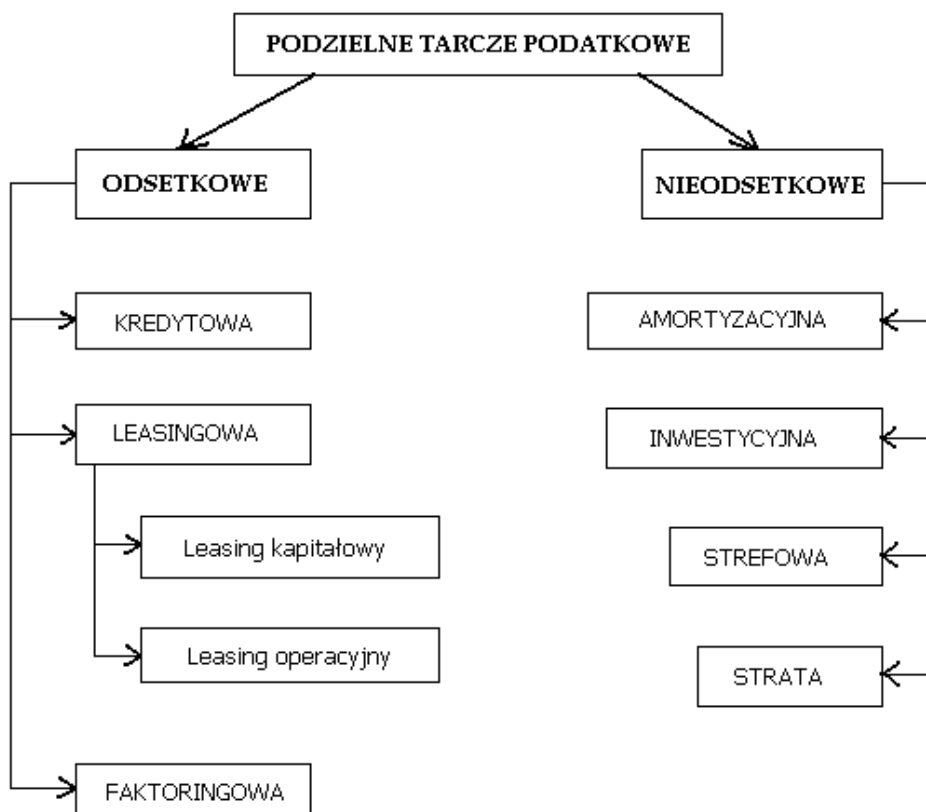 PODZIELNE TARCZE PODATKOWE
ODSETKOWE
NIEODSETKOWE
KREDYTOWA
AMORTYZACYJNA
LEASINGOWA
INWESTYCYJNA
Leasing kapitałowy
STREFOWA
Leasing operacyjny
STRATA
FAKTORINGOWA